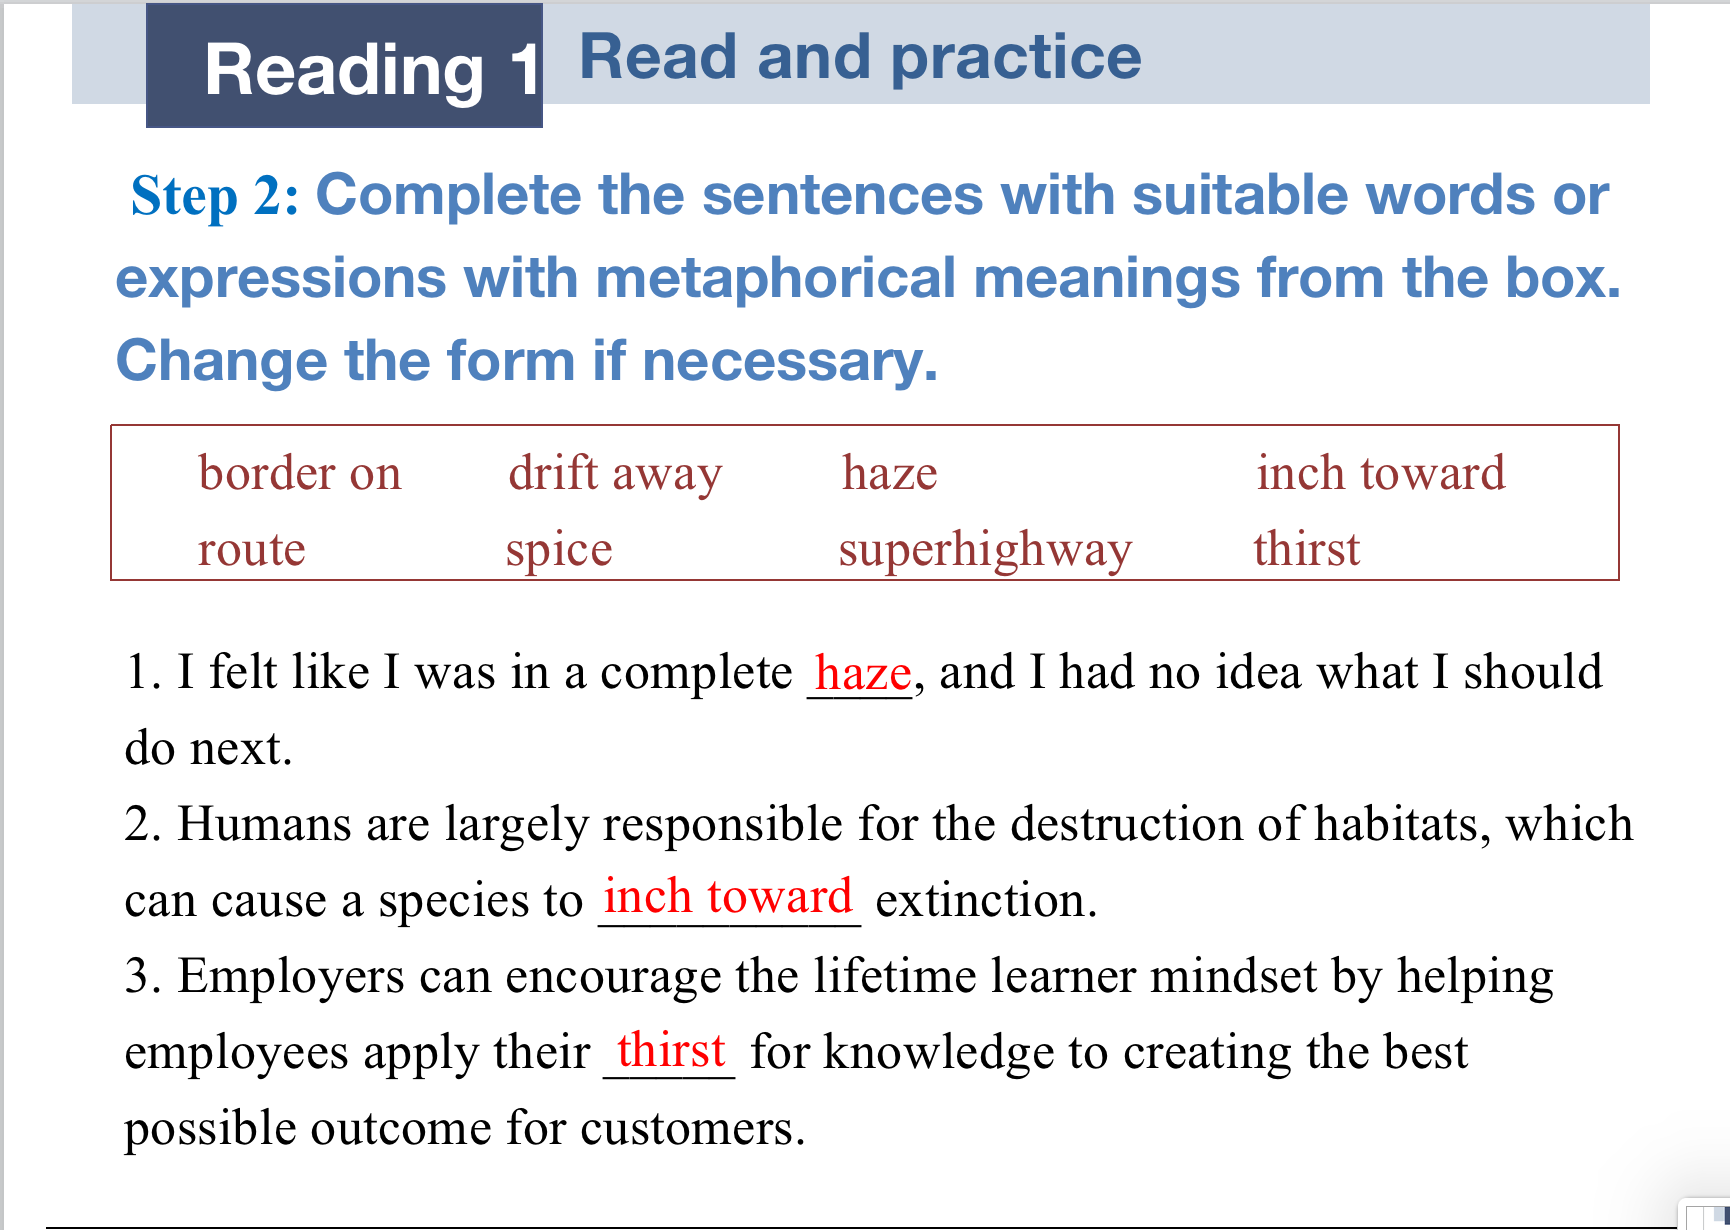 Reading 1 Read and practice
Step 2: Complete the sentences with suitable words or
expressions with metaphorical meanings from the box.
Change the form if necessary.
border on drift away haze inch toward
route spice superhighway thirst
1. I felt like I was in a complete haze, and I had no idea what I should
do next.
2. Humans are largely responsible for the destruction of habitats, which
can cause a species to inch toward extinction.
3. Employers can encourage the lifetime learner mindset by helping
employees apply their thirst for knowledge to creating the best
possible outcome for customers.